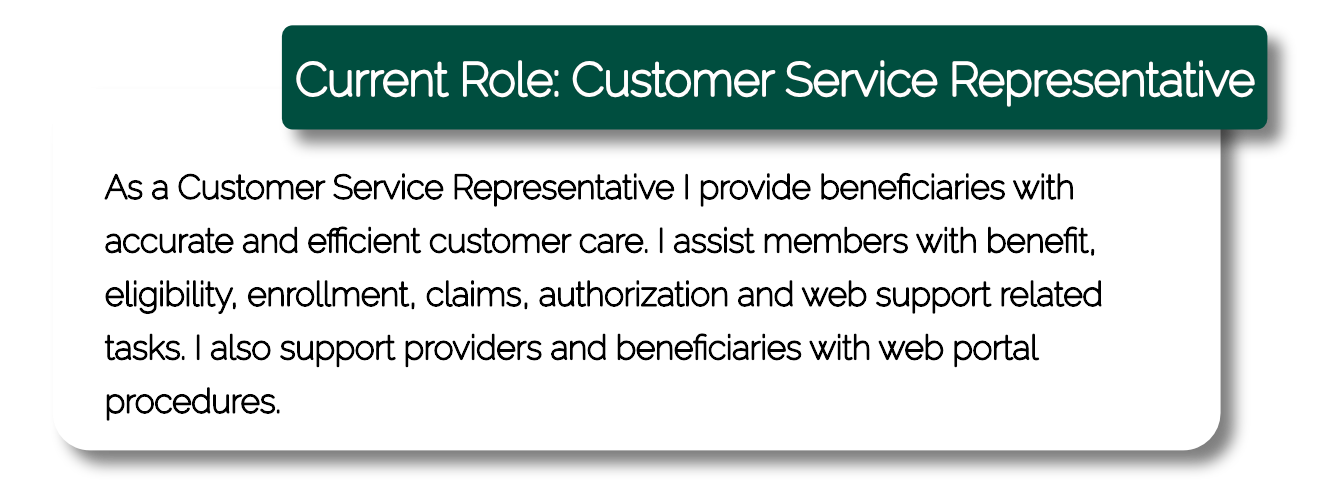 Current Role: Customer Service Representative
As a Customer Service Representative I provide beneficiaries with
accurate and efficient customer care. I assist members with benefit,
eligibility, enrollment, claims, authorization and web support related
tasks. I also support providers and beneficiaries with web portal
procedures.